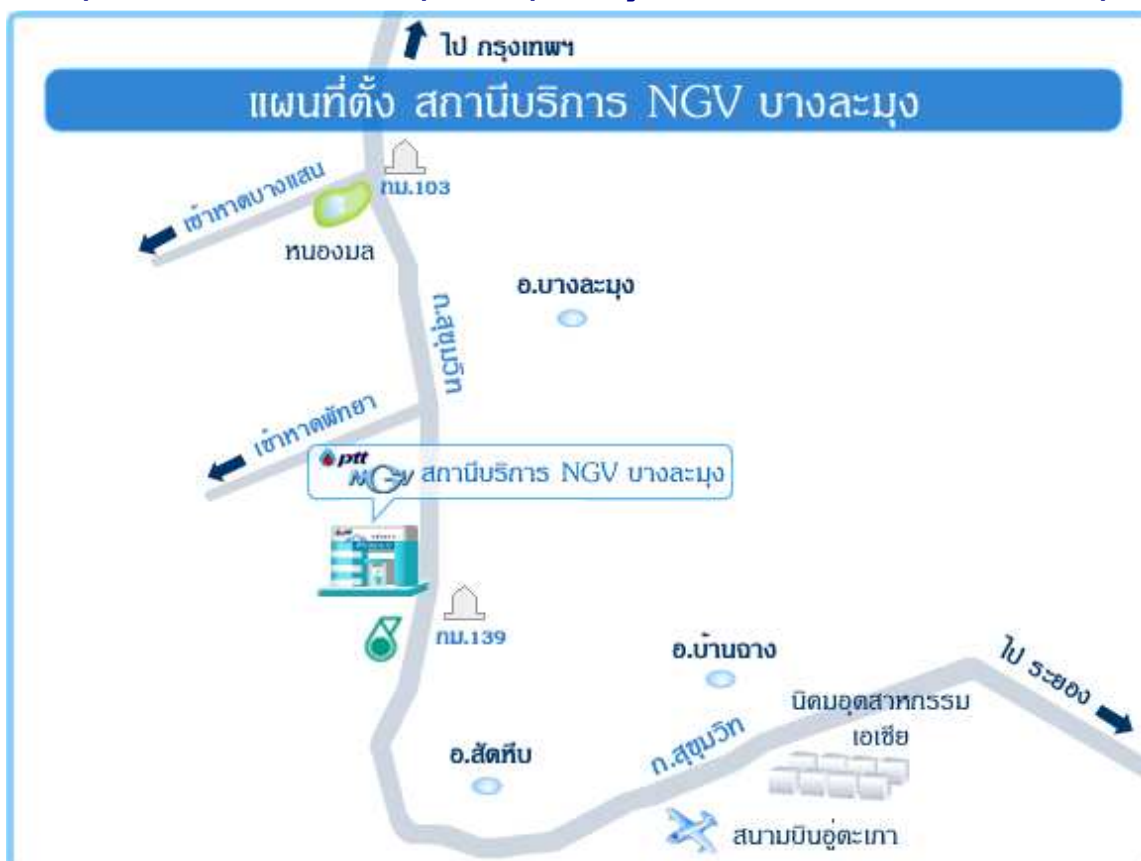 ไป กรุงเทพฯ
แผนที่ตั้ง สถานีบริการ NGV บางละมุง
เข้าหาดบางแสน
กม.103
หนองมล
อ.บางละมุง
ถ.สุขุมวิท
เข้าหาดพัทยา
ptt
NGV
สถานีบริการ NGV บางละมุง
กม.139
อ.บ้านฉาง
ไป ระยอง
นิคมอุตสาหกรรม
เอเซีย
ถ.สุขุมวิท
อ.สัตหีบ
สนามบินอู่ตะเภา